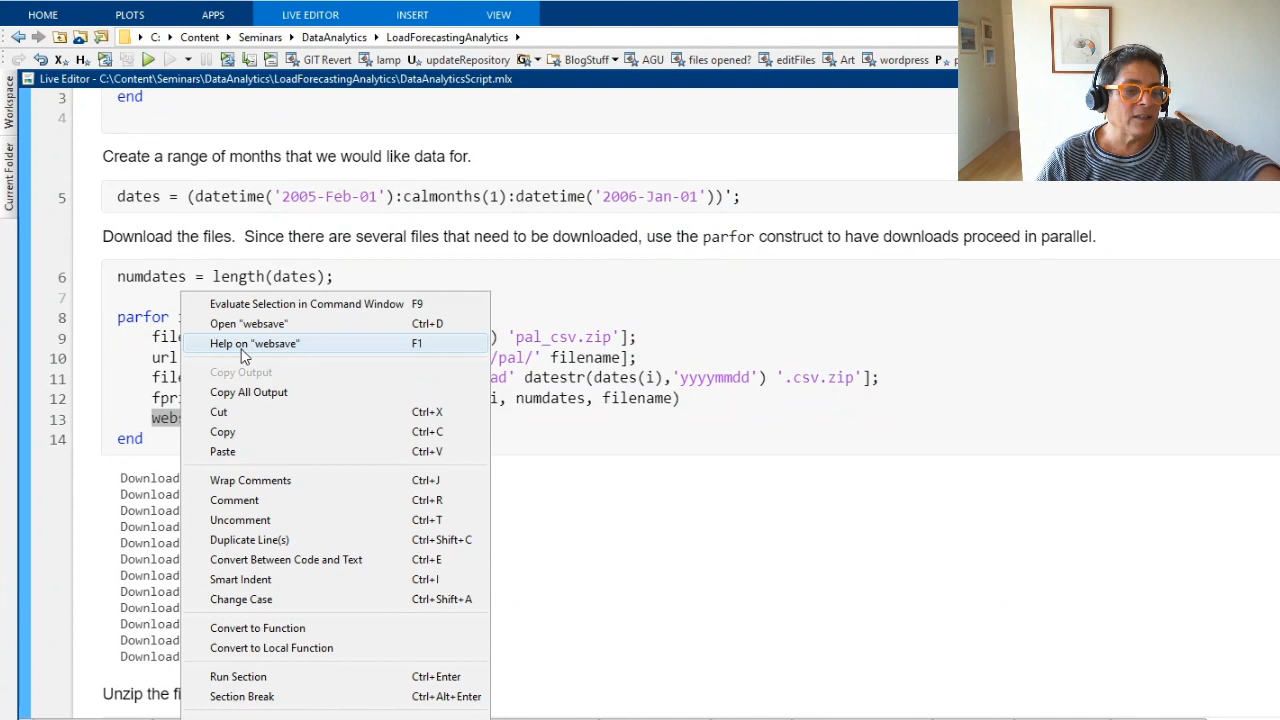 HOME PLOTS APPS LIVE EDITOR INSERT VIEW
C: Content Seminars DataAnalytics LoadForecastingAnalytics
GIT Revert lamp updateRepository BlogStuff AGU files opened? editFiles Art wordpress
Live Editor - C:\Content\Seminars\DataAnalytics\LoadForecastingAnalytics\DataAnalyticsScript.mlx
Workspace
Current Folder
3 end
4
Create a range of months that we would like data for.
5 dates = (datetime('2005-Feb-01'):calmonths(1):datetime('2006-Jan-01'))';
Download the files. Since there are several files that need to be downloaded, use the parfor construct to have downloads proceed in parallel.
6 numdates = length(dates);
7
8 parfor
9 file ) 'pal_csv.zip'];
10 url /pal/' filename];
11 file ad' datestr(dates(i),'yyyymmdd') '.csv.zip'];
12 fpr i, numdates, filename)
13 webs
14 end
Evaluate Selection in Command Window F9
Open "websave" Ctrl+D
Help on "websave" F1
Copy Output
Copy All Output
Cut Ctrl+X
Copy Ctrl+C
Paste Ctrl+V
Wrap Comments Ctrl+J
Comment Ctrl+R
Uncomment Ctrl+T
Duplicate Line(s) Ctrl+Shift+C
Convert Between Code and Text Ctrl+E
Smart Indent Ctrl+I
Change Case Ctrl+Shift+A
Convert to Function
Convert to Local Function
Run Section Ctrl+Enter
Section Break Ctrl+Alt+Enter
Download
Download
Download
Download
Download
Download
Download
Download
Download
Download
Download
Download
Unzip the fi